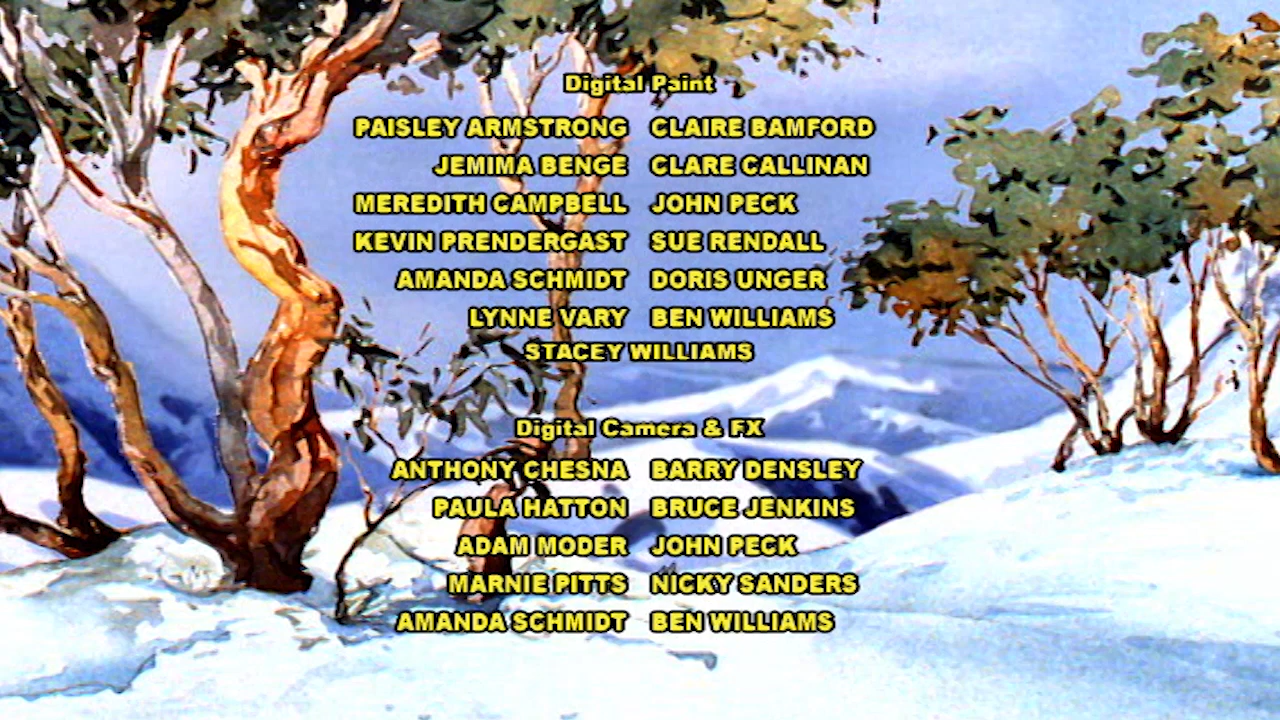 Digital Paint
PAISLEY ARMSTRONG CLAIRE BAMFORD
JEMIMA BENGE CLARE CALLINAN
MEREDITH CAMPBELL JOHN PECK
KEVIN PRENDERGAST SUE RENDALL
AMANDA SCHMIDT DORIS UNGER
LYNNE VARY BEN WILLIAMS
STACEY WILLIAMS
Digital Camera & FX
ANTHONY CHESNA BARRY DENSLEY
PAULA HATTON BRUCE JENKINS
ADAM MODER JOHN PECK
MARNIE PITTS NICKY SANDERS
AMANDA SCHMIDT BEN WILLIAMS